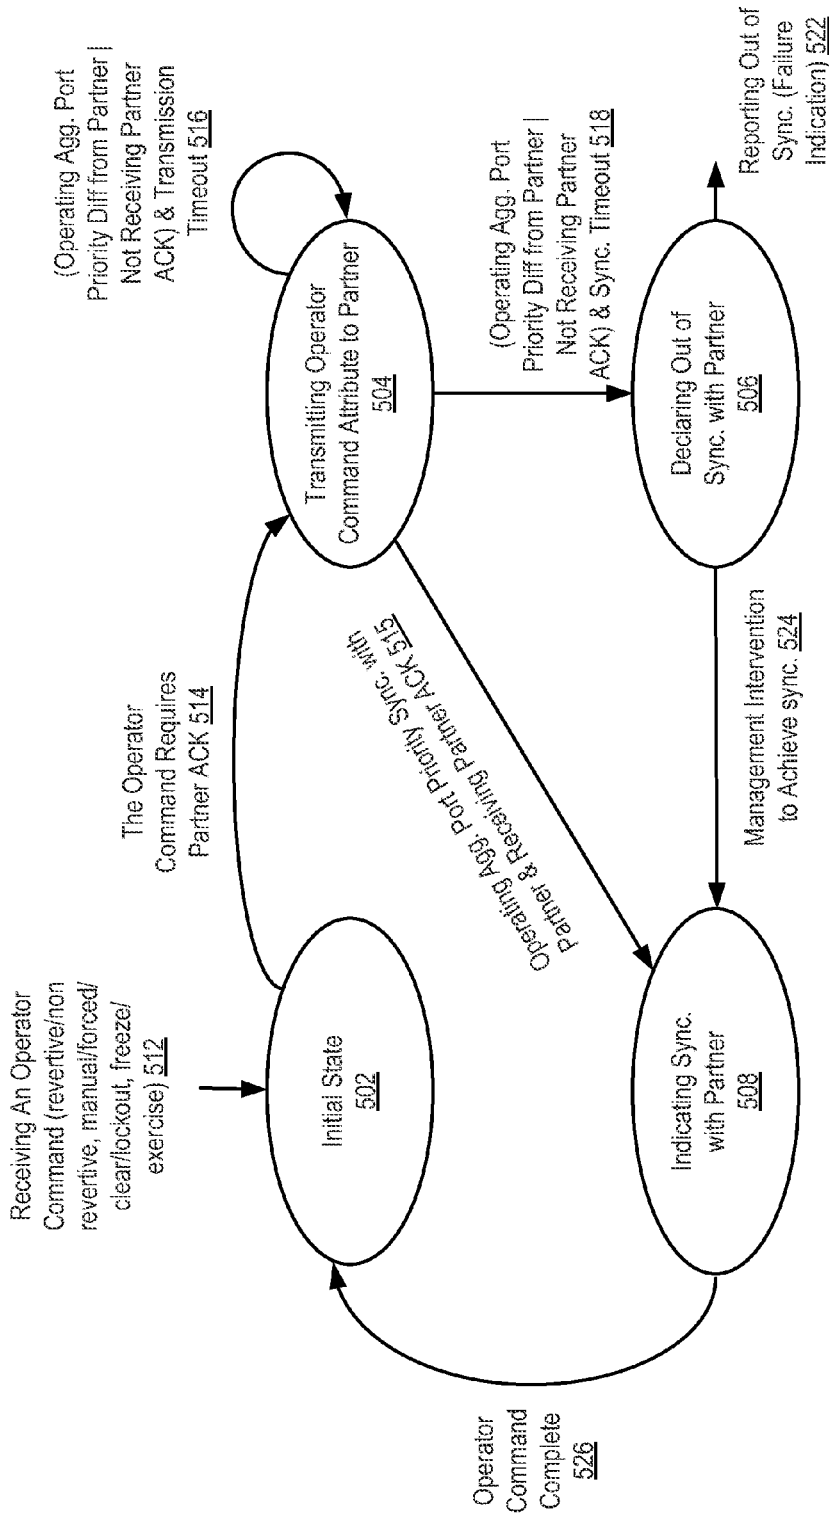 Receiving An Operator
Command (revertive/non
revertive, manual/forced/
clear/lockout, freeze/
exercise) 512
Initial State
502
The Operator
Command Requires
Partner ACK 514
Transmitting Operator
Command Attribute to Partner
504
(Operating Agg. Port
Priority Diff from Partner |
Not Receiving Partner
ACK) & Transmission
Timeout 516
Operating Agg. Port Priority Sync. with
Partner & Receiving Partner ACK 515
(Operating Agg. Port
Priority Diff from Partner |
Not Receiving Partner
ACK) & Sync. Timeout 518
Operator
Command
Complete
526
Indicating Sync.
with Partner
508
Management Intervention
to Achieve sync. 524
Declaring Out of
Sync. with Partner
506
Reporting Out of
Sync. (Failure
Indication) 522